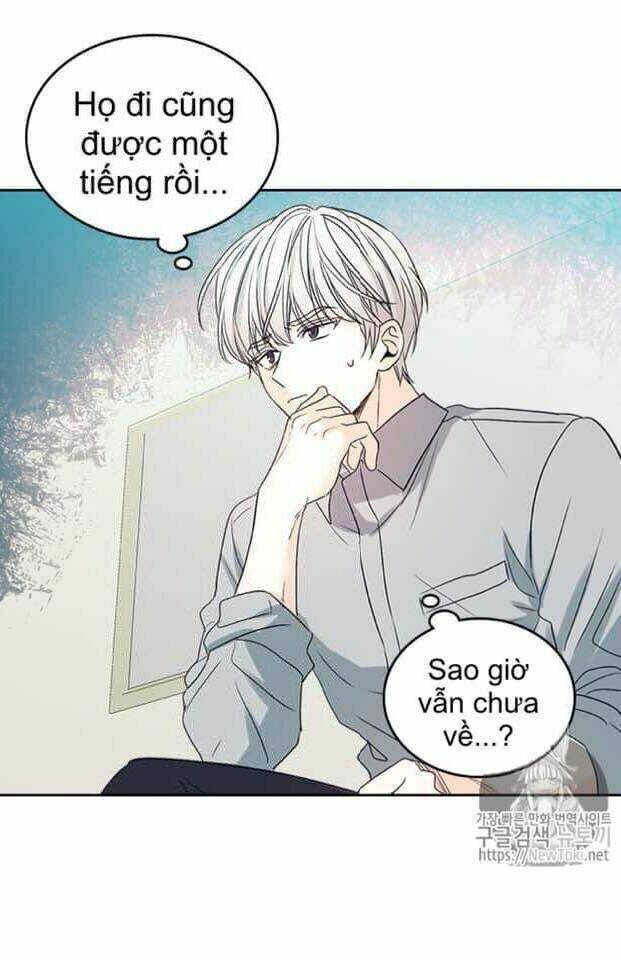 Họ đi cũng
được một
tiếng rồi...
Sao giờ
vẫn chưa
về...?
가장 빠른 만화 번역사이트
구글검색 뉴토끼
https://NewToki.net